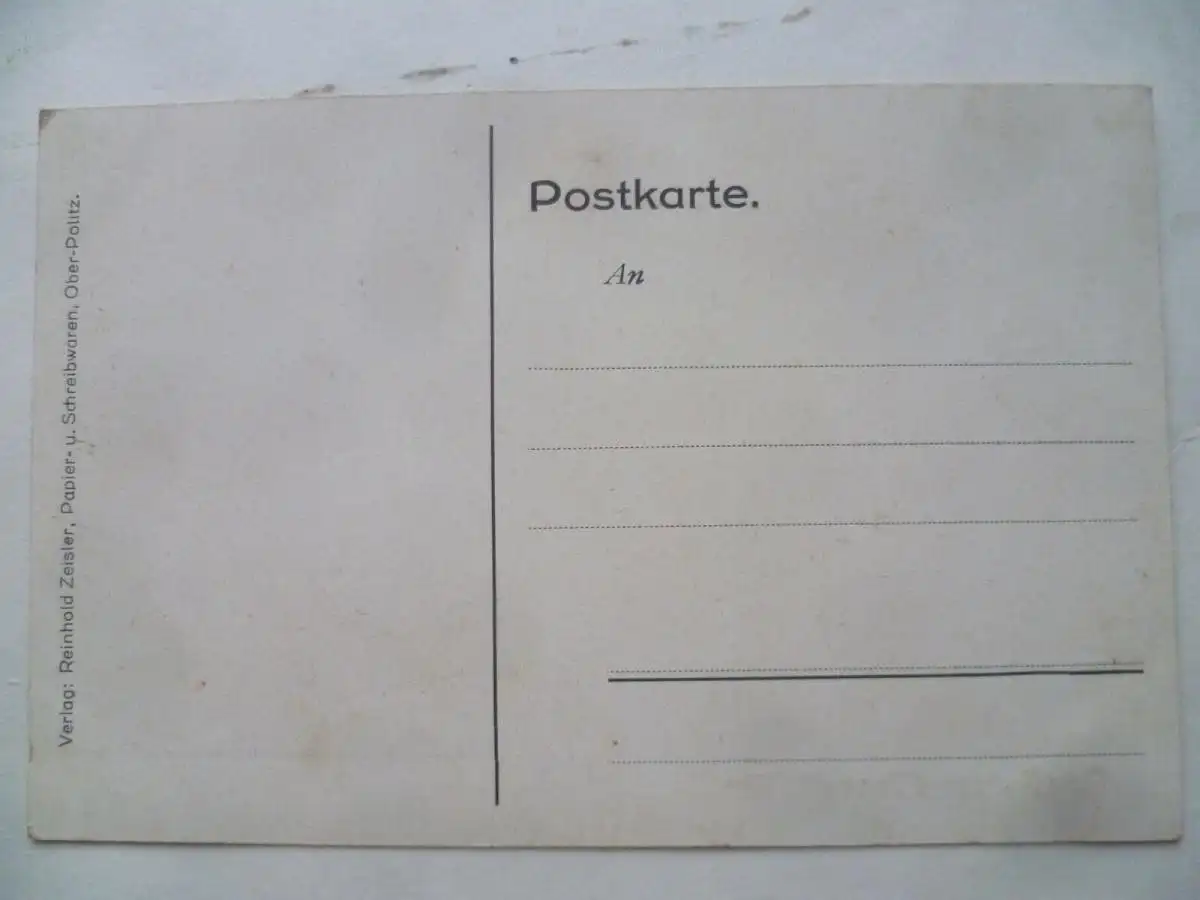 Verlag: Reinhold Zeisler, Papier- u. Schreibwaren, Ober-Politz.
Postkarte.
An